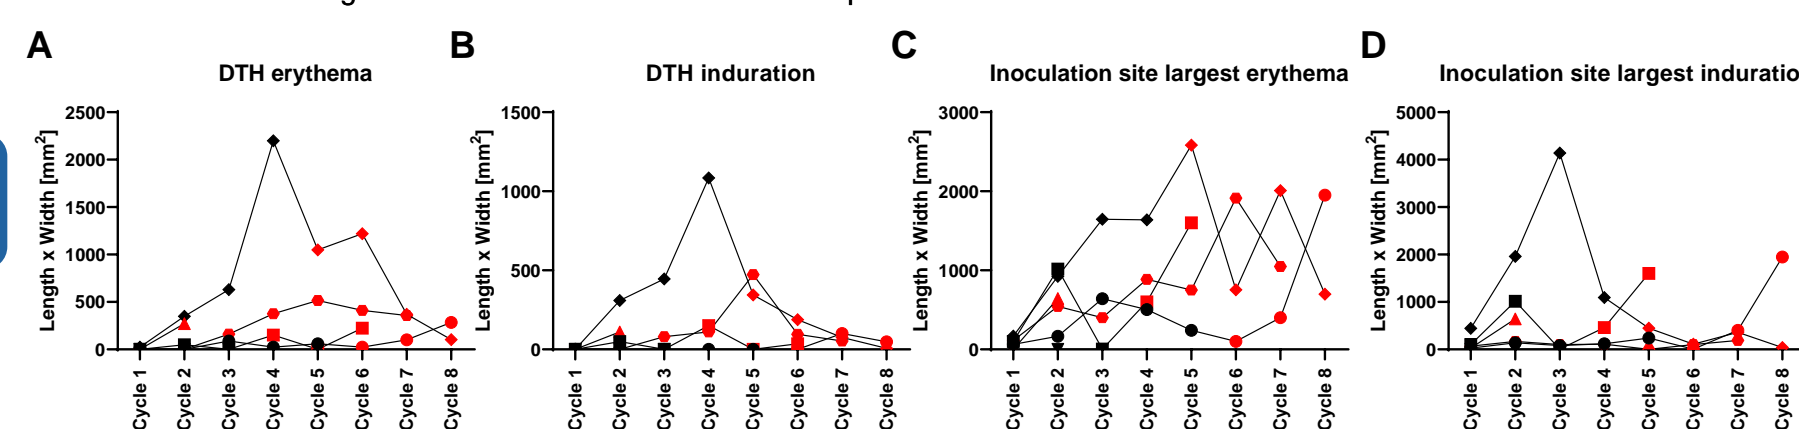 A
B
C
D
DTH erythema
DTH induration
Inoculation site largest erythema
Inoculation site largest induratio
Length x Width [mm²]
2500
2000
1500
1000
500
0
Cycle 1
Cycle 2
Cycle 3
Cycle 4
Cycle 5
Cycle 6
Cycle 7
Cycle 8
Length x Width [mm²]
1500
1000
500
0
Cycle 1
Cycle 2
Cycle 3
Cycle 4
Cycle 5
Cycle 6
Cycle 7
Cycle 8
Length x Width [mm²]
3000
2000
1000
0
Cycle 1
Cycle 2
Cycle 3
Cycle 4
Cycle 5
Cycle 6
Cycle 7
Cycle 8
Length x Width [mm²]
5000
4000
3000
2000
1000
0
Cycle 1
Cycle 2
Cycle 3
Cycle 4
Cycle 5
Cycle 6
Cycle 7
Cycle 8